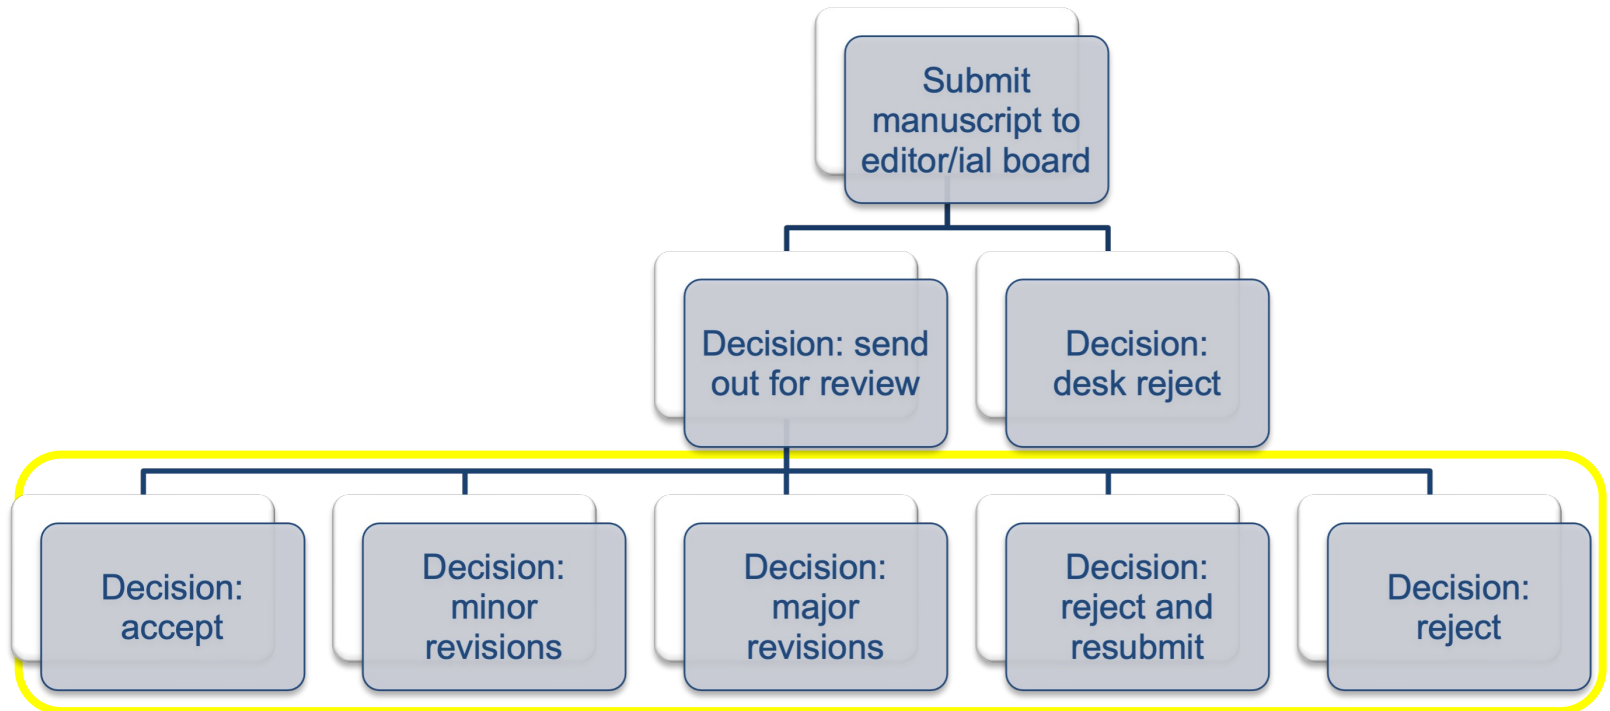 Submit
manuscript to
editor/ial board
Decision: send
out for review
Decision:
desk reject
Decision:
accept
Decision:
minor
revisions
Decision:
major
revisions
Decision:
reject and
resubmit
Decision:
reject